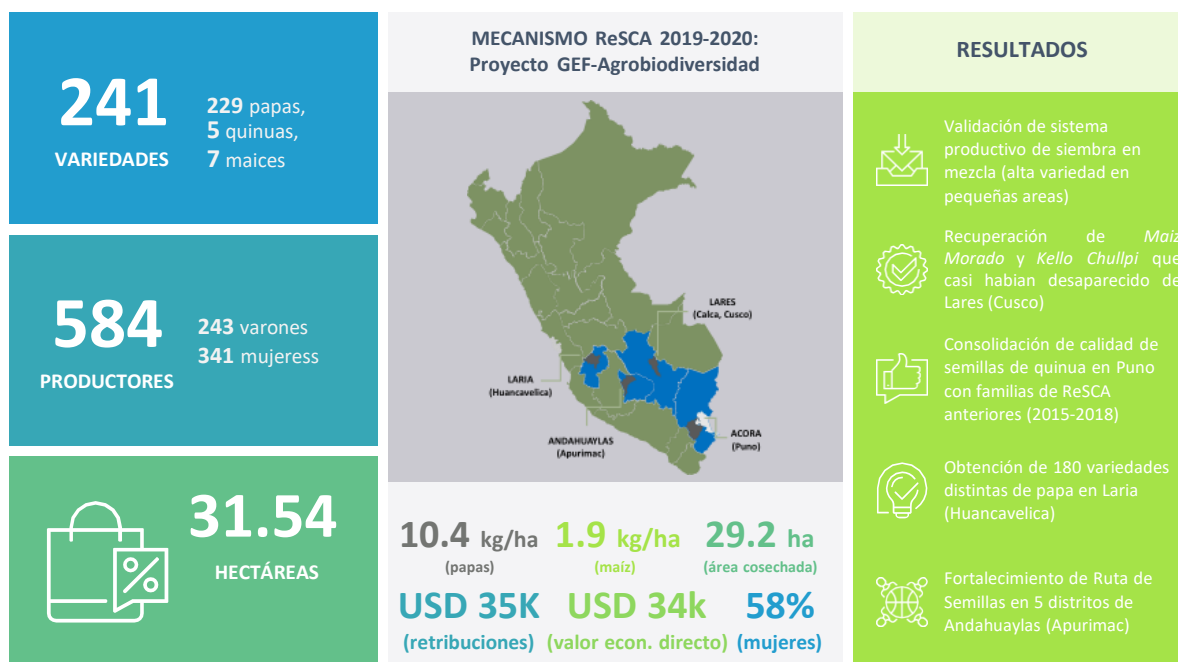 241
VARIEDADES
229 papas,
5 quinuas,
7 maices
584
PRODUCTORES
243 varones
341 mujeress
31.54
HECTÁREAS
MECANISMO ReSCA 2019-2020:
Proyecto GEF-Agrobiodiversidad
LARES
(Calca, Cusco)
LARIA
(Huancavelica)
ANDAHUAYLAS
(Apurimac)
ACORA
(Puno)
10.4 kg/ha
(papas)
1.9 kg/ha
(maíz)
29.2 ha
(área cosechada)
USD 35K
(retribuciones)
USD 34k
(valor econ. directo)
58%
(mujeres)
RESULTADOS
Validación de sistema
productivo de siembra en
mezcla (alta variedad en
pequeñas areas)
Recuperación de Maiz
Morado y Kello Chullpi que
casi habian desaparecido de
Lares (Cusco)
Consolidación de calidad de
semillas de quinua en Puno
con familias de ReSCA
anteriores (2015-2018)
Obtención de 180 variedades
distintas de papa en Laria
(Huancavelica)
Fortalecimiento de Ruta de
Semillas en 5 distritos de
Andahuaylas (Apurimac)